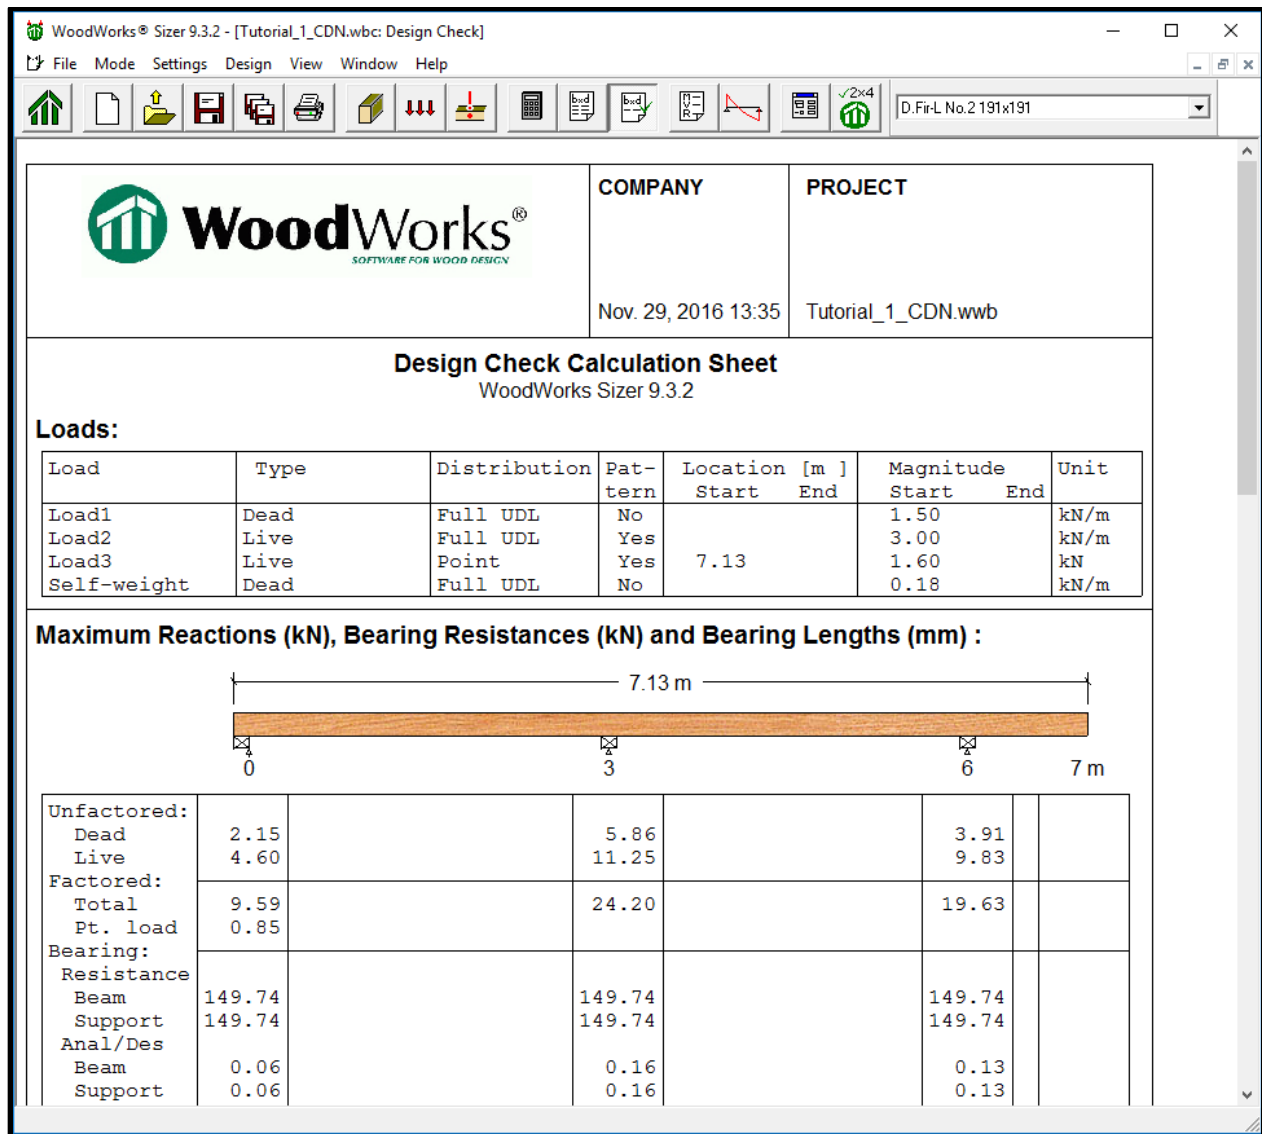 WoodWorks® Sizer 9.3.2 - [Tutorial_1_CDN.wbc: Design Check]
File Mode Settings Design View Window Help
✓2×4
D.Fir-L No.2 191x191
WoodWorks®
SOFTWARE FOR WOOD DESIGN
COMPANY PROJECT
Nov. 29, 2016 13:35 Tutorial_1_CDN.wwb
Design Check Calculation Sheet
WoodWorks Sizer 9.3.2
Loads:
Load Type Distribution Pat- Location [m ] Magnitude Unit
tern Start End Start End
Load1 Dead Full UDL No 1.50 kN/m
Load2 Live Full UDL Yes 3.00 kN/m
Load3 Live Point Yes 7.13 1.60 kN
Self-weight Dead Full UDL No 0.18 kN/m
Maximum Reactions (kN), Bearing Resistances (kN) and Bearing Lengths (mm) :
7.13 m
0 3 6 7 m
Unfactored:
Dead 2.15 5.86 3.91
Live 4.60 11.25 9.83
Factored:
Total 9.59 24.20 19.63
Pt. load 0.85
Bearing:
Resistance
Beam 149.74 149.74 149.74
Support 149.74 149.74 149.74
Anal/Des
Beam 0.06 0.16 0.13
Support 0.06 0.16 0.13